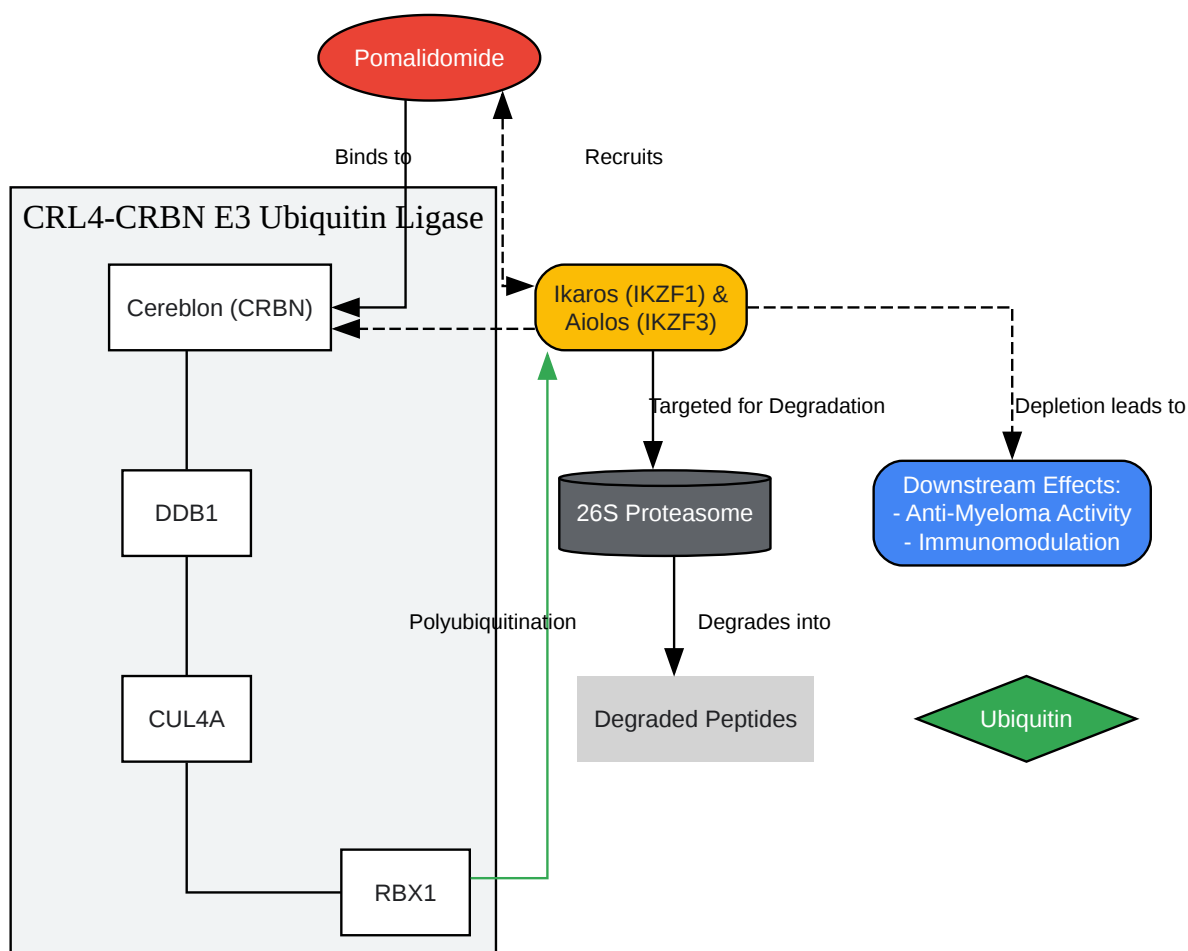 Pomalidomide
Binds to
Recruits
CRL4-CRBN E3 Ubiquitin Ligase
Cereblon (CRBN)
Ikaros (IKZF1) &
Aiolos (IKZF3)
Targeted for Degradation
Depletion leads to
DDB1
26S Proteasome
Downstream Effects:
- Anti-Myeloma Activity
- Immunomodulation
Polyubiquitination
Degrades into
CUL4A
Degraded Peptides
Ubiquitin
RBX1